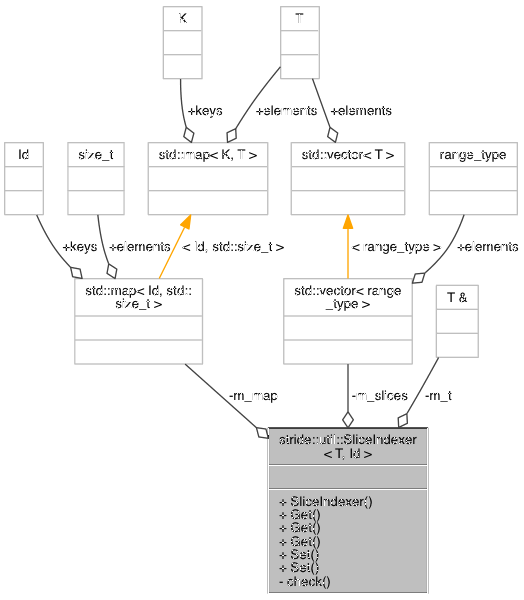 K
T
+keys
+elements
+elements
Id
size_t
std::map< K, T >
std::vector< T >
range_type
+keys
+elements
< Id, std::size_t >
< range_type >
+elements
std::map< Id, std::
size_t >
std::vector< range
_type >
T &
-m_map
-m_slices
-m_t
stride::util::SliceIndexer
< T, Id >
+ SliceIndexer()
+ Get()
+ Get()
+ Get()
+ Set()
+ Set()
- check()